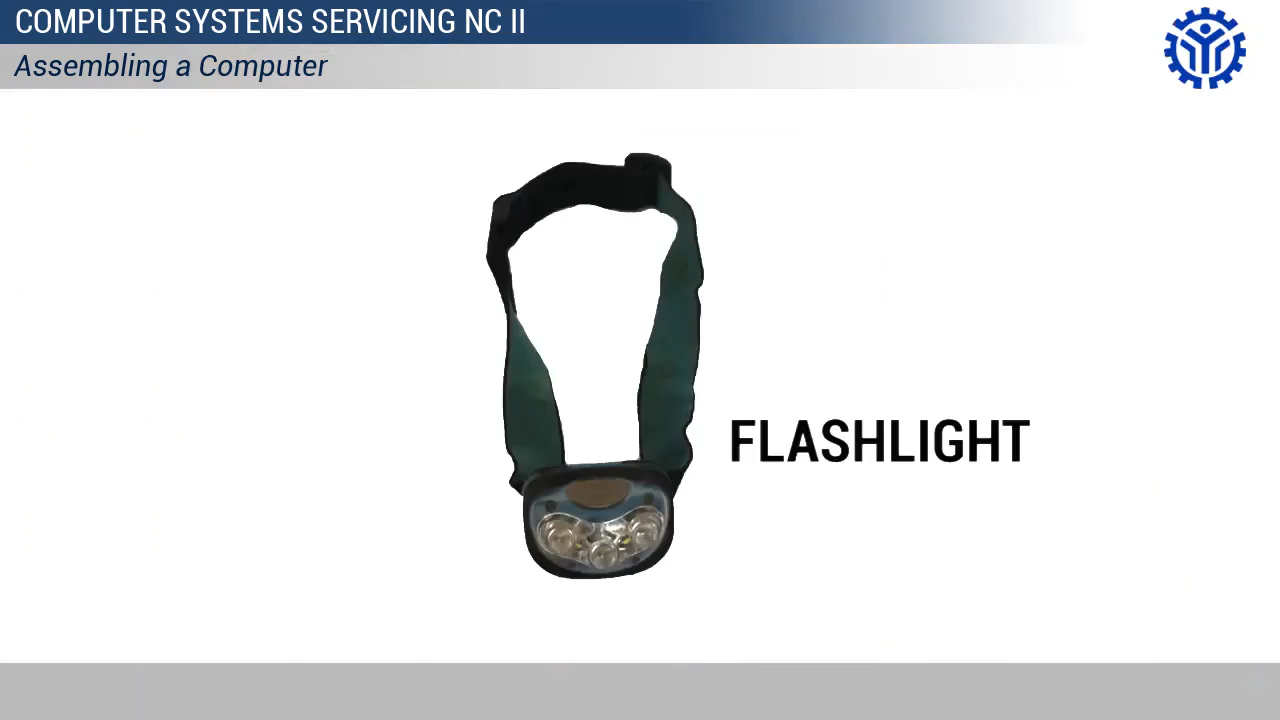 COMPUTER SYSTEMS SERVICING NC II
Assembling a Computer
FLASHLIGHT